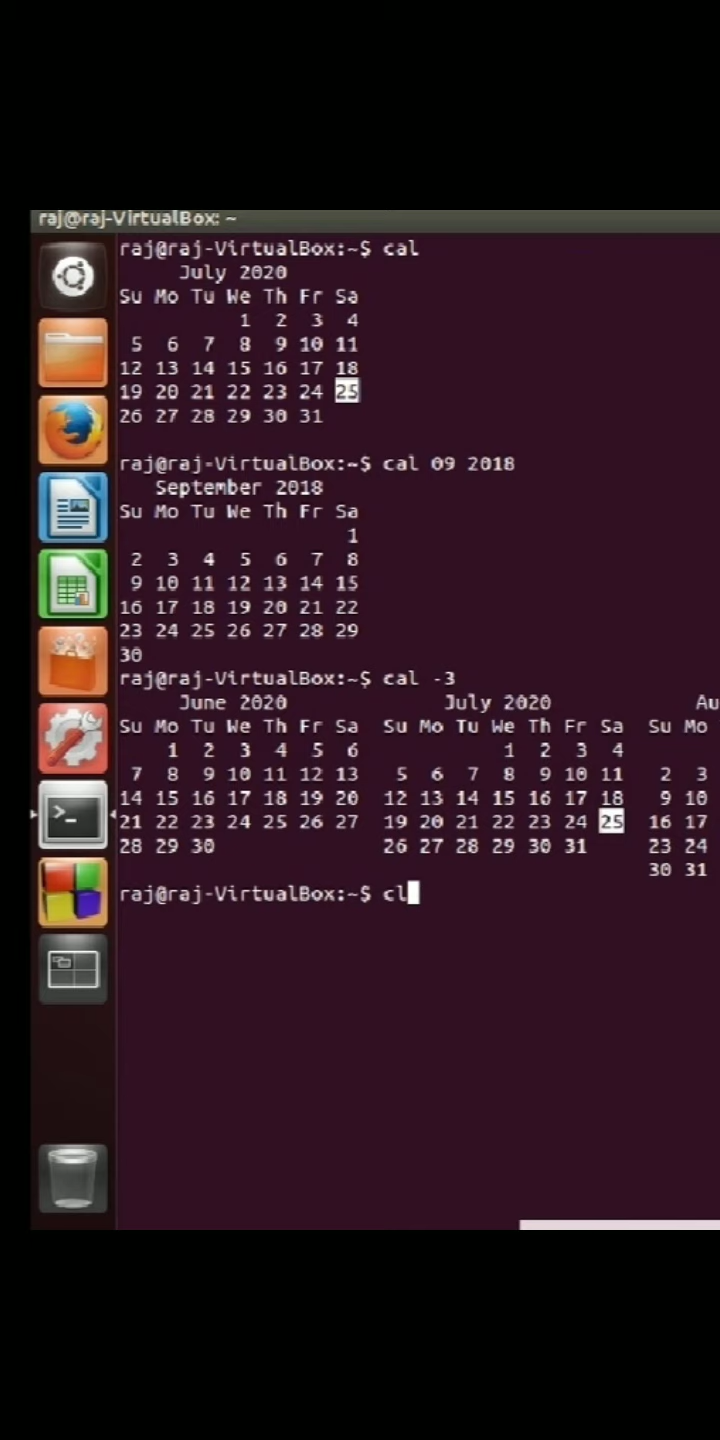 raj@raj-VirtualBox: ~
raj@raj-VirtualBox:~$ cal
July 2020
Su Mo Tu We Th Fr Sa
1 2 3 4
5 6 7 8 9 10 11
12 13 14 15 16 17 18
19 20 21 22 23 24 25
26 27 28 29 30 31
raj@raj-VirtualBox:~$ cal 09 2018
September 2018
Su Mo Tu We Th Fr Sa
1
2 3 4 5 6 7 8
9 10 11 12 13 14 15
16 17 18 19 20 21 22
23 24 25 26 27 28 29
30
raj@raj-VirtualBox:~$ cal -3
June 2020 July 2020 Au
Su Mo Tu We Th Fr Sa Su Mo Tu We Th Fr Sa Su Mo
1 2 3 4 5 6 1 2 3 4
7 8 9 10 11 12 13 5 6 7 8 9 10 11 2 3
14 15 16 17 18 19 20 12 13 14 15 16 17 18 9 10
21 22 23 24 25 26 27 19 20 21 22 23 24 25 16 17
28 29 30 26 27 28 29 30 31 23 24
30 31
raj@raj-VirtualBox:~$ cl